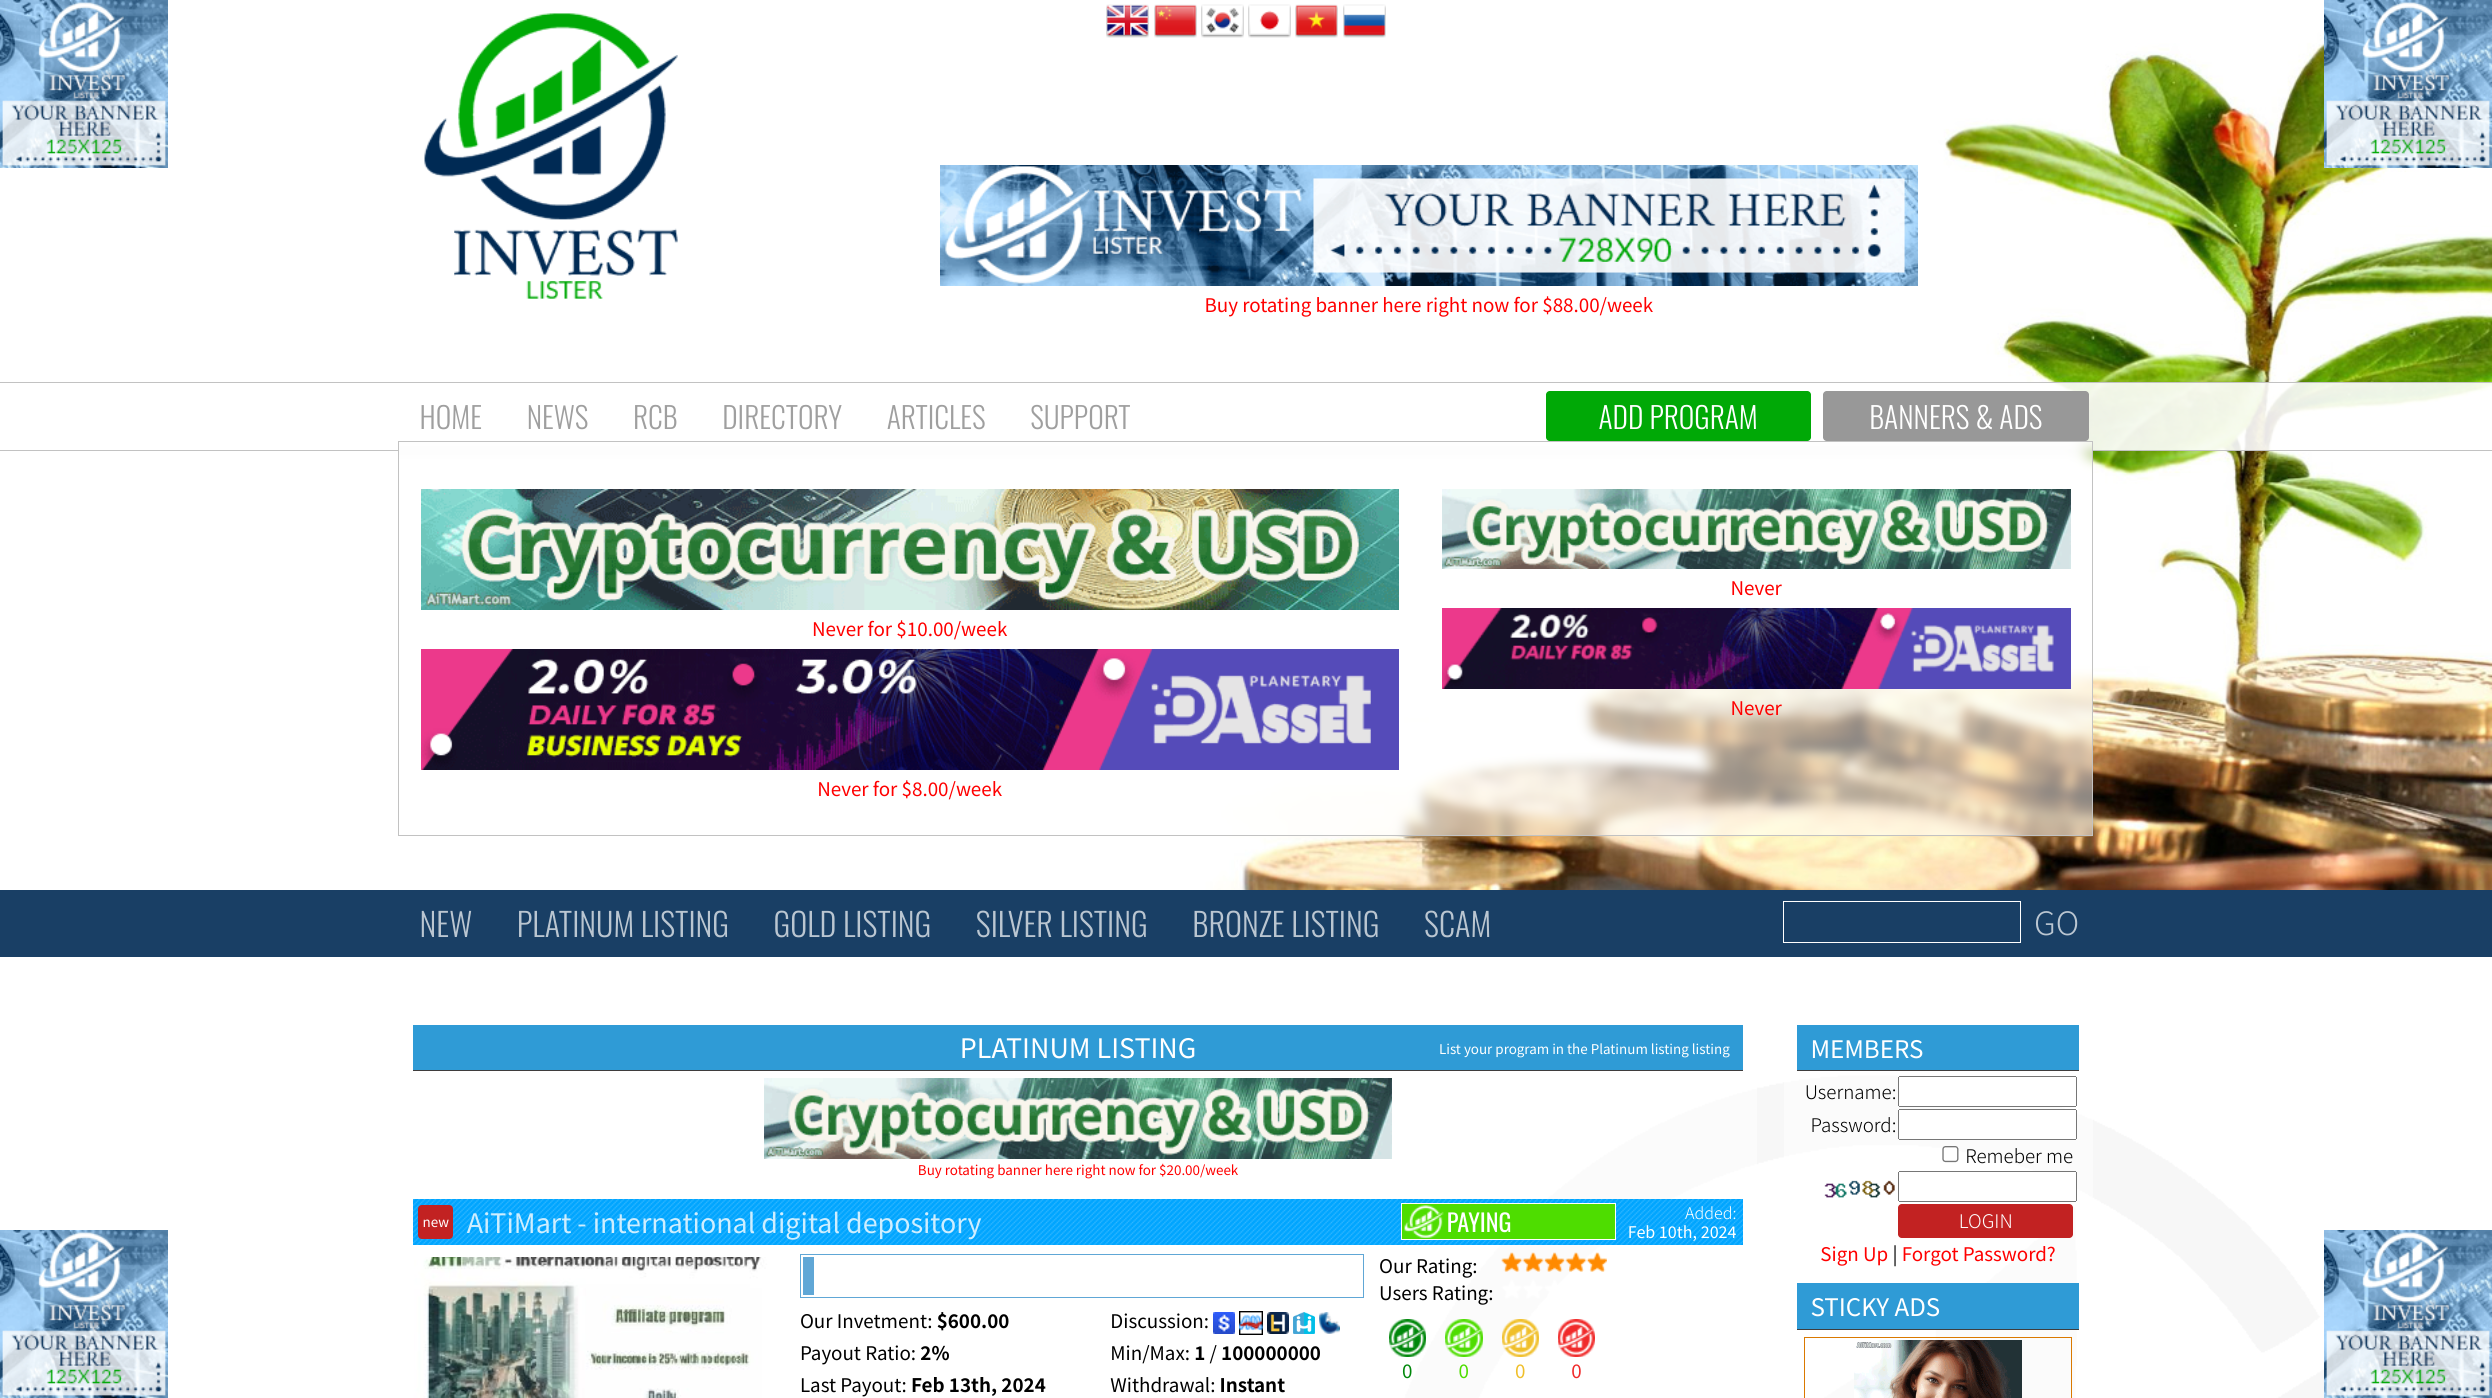 INVEST
LISTER
YOUR BANNER
HERE
125X125
INVEST
LISTER
INVEST
LISTER
YOUR BANNER HERE
728X90
Buy rotating banner here right now for $88.00/week
INVEST
LISTER
YOUR BANNER
HERE
125X125
HOME NEWS RCB DIRECTORY ARTICLES SUPPORT
ADD PROGRAM
BANNERS & ADS
Cryptocurrency & USD
AiTiMart.com
Never for $10.00/week
2.0% 3.0%
DAILY FOR 85
BUSINESS DAYS
PLANETARY
PAsset
Never for $8.00/week
Cryptocurrency & USD
AiTiMart.com
Never
2.0%
DAILY FOR 85
PLANETARY
PAsset
Never
NEW PLATINUM LISTING GOLD LISTING SILVER LISTING BRONZE LISTING SCAM
GO
PLATINUM LISTING
List your program in the Platinum listing listing
Cryptocurrency & USD
AiTiMart.com
Buy rotating banner here right now for $20.00/week
new AiTiMart - international digital depository
PAYING
Added:
Feb 10th, 2024
AiTiMart - international digital depository
Affiliate program
Your income is 25% with no deposit
Daily
Our Invetment: $600.00
Payout Ratio: 2%
Last Payout: Feb 13th, 2024
Discussion:
Min/Max: 1 / 100000000
Withdrawal: Instant
Our Rating:
Users Rating:
0 0 0 0
MEMBERS
Username:
Password:
Remeber me
369830
LOGIN
Sign Up | Forgot Password?
STICKY ADS
AiTiMart.com
INVEST
LISTER
YOUR BANNER
HERE
125X125
INVEST
LISTER
YOUR BANNER
HERE
125X125